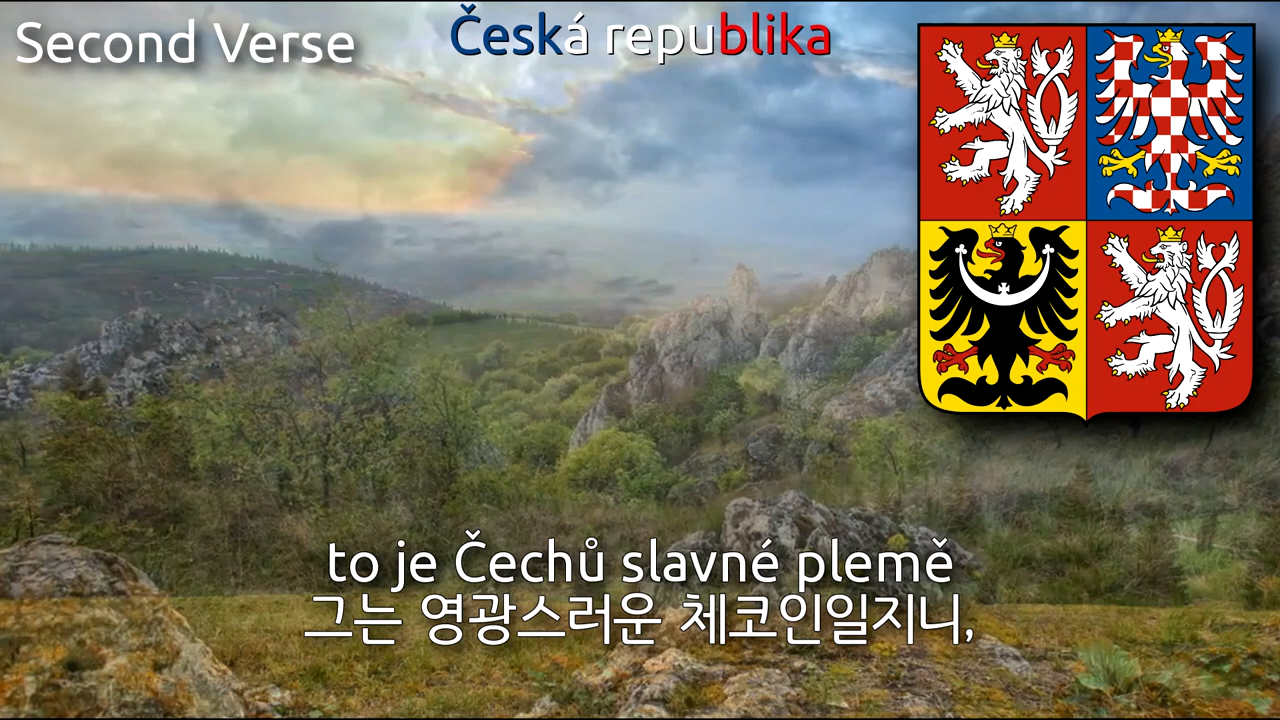 Second Verse
Česká republika
to je Čechů slavné plemě
그는 영광스러운 체코인일지니,